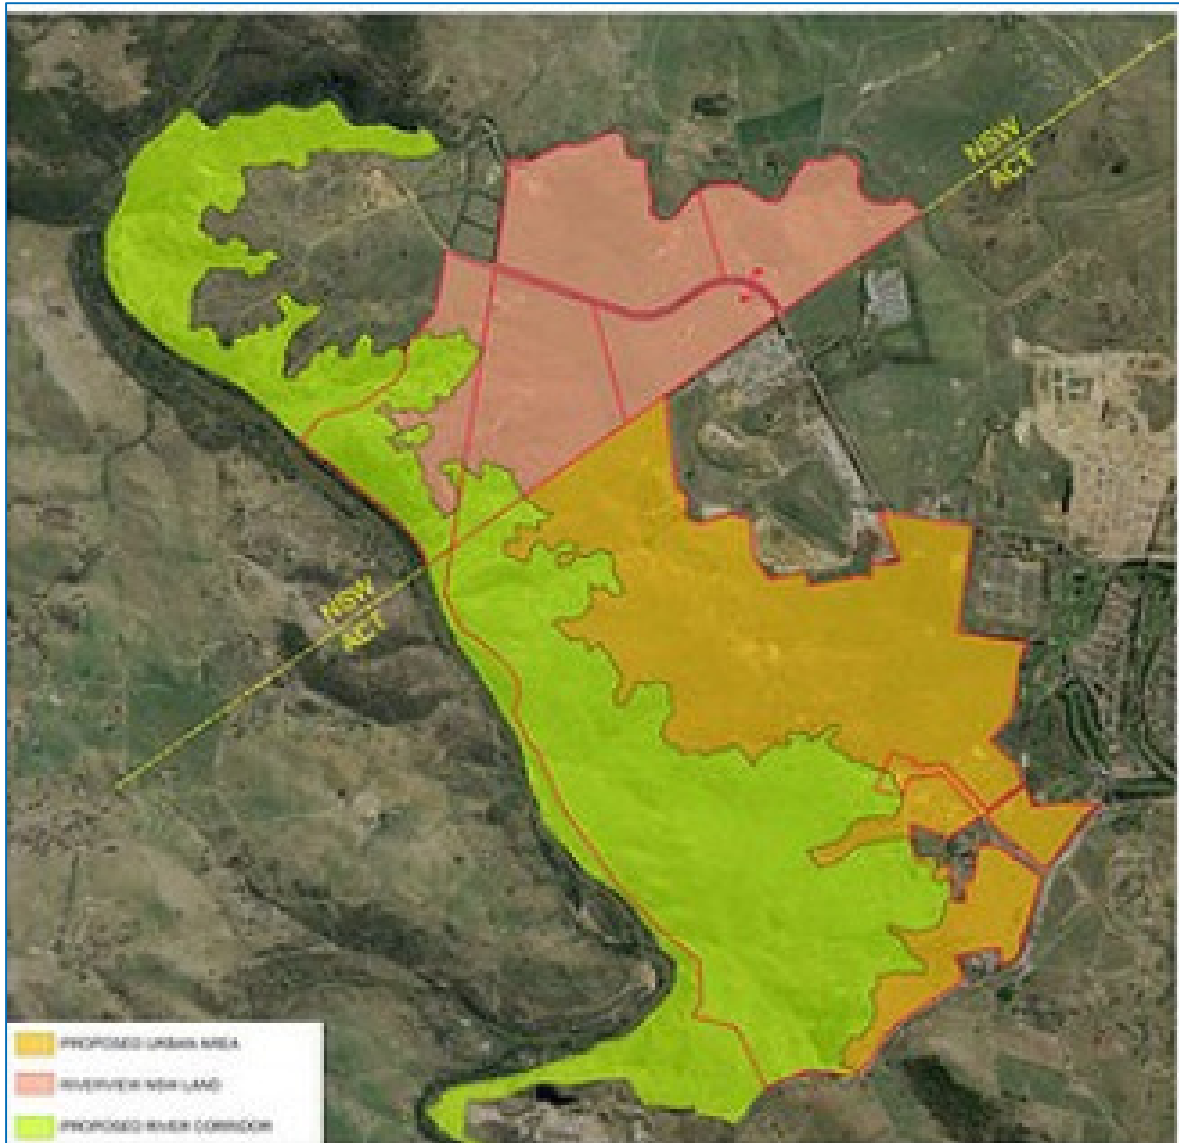 NSW
ACT
NSW
ACT
PROPOSED URBAN AREA
RIVERVIEW NSW LAND
PROPOSED RIVER CORRIDOR